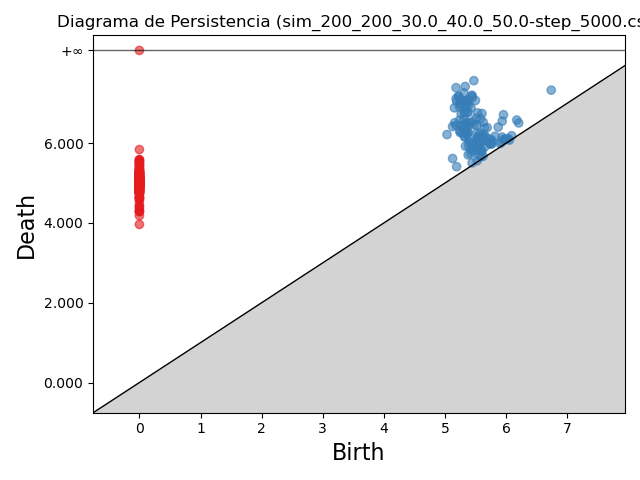 Diagrama de Persistencia (sim_200_200_30.0_40.0_50.0-step_5000.cs
+∞
6.000
4.000
2.000
0.000
Death
0 1 2 3 4 5 6 7
Birth